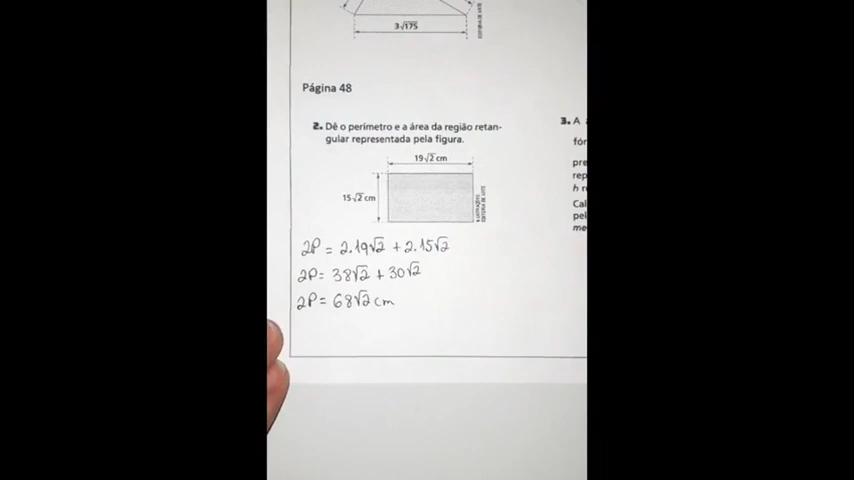 3√175
Página 48
2. Dê o perímetro e a área da região retan-
gular representada pela figura.
19√2 cm
15√2 cm
2P = 2.19√2 + 2.15√2
2P = 38√2 + 30√2
2P = 68√2 cm
3. A
fór
pre
rep
h
Cal
pel
me